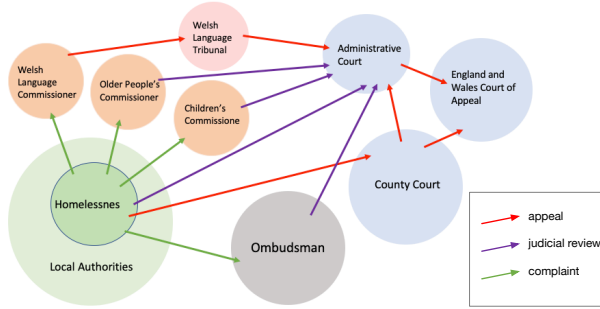 Welsh
Language
Tribunal
Administrative
Court
Welsh
Language
Commissioner
Older People's
Commissioner
Children's
Commissione
England and
Wales Court of
Appeal
Homelessnes
County Court
Local Authorities
Ombudsman
appeal
judicial review
complaint